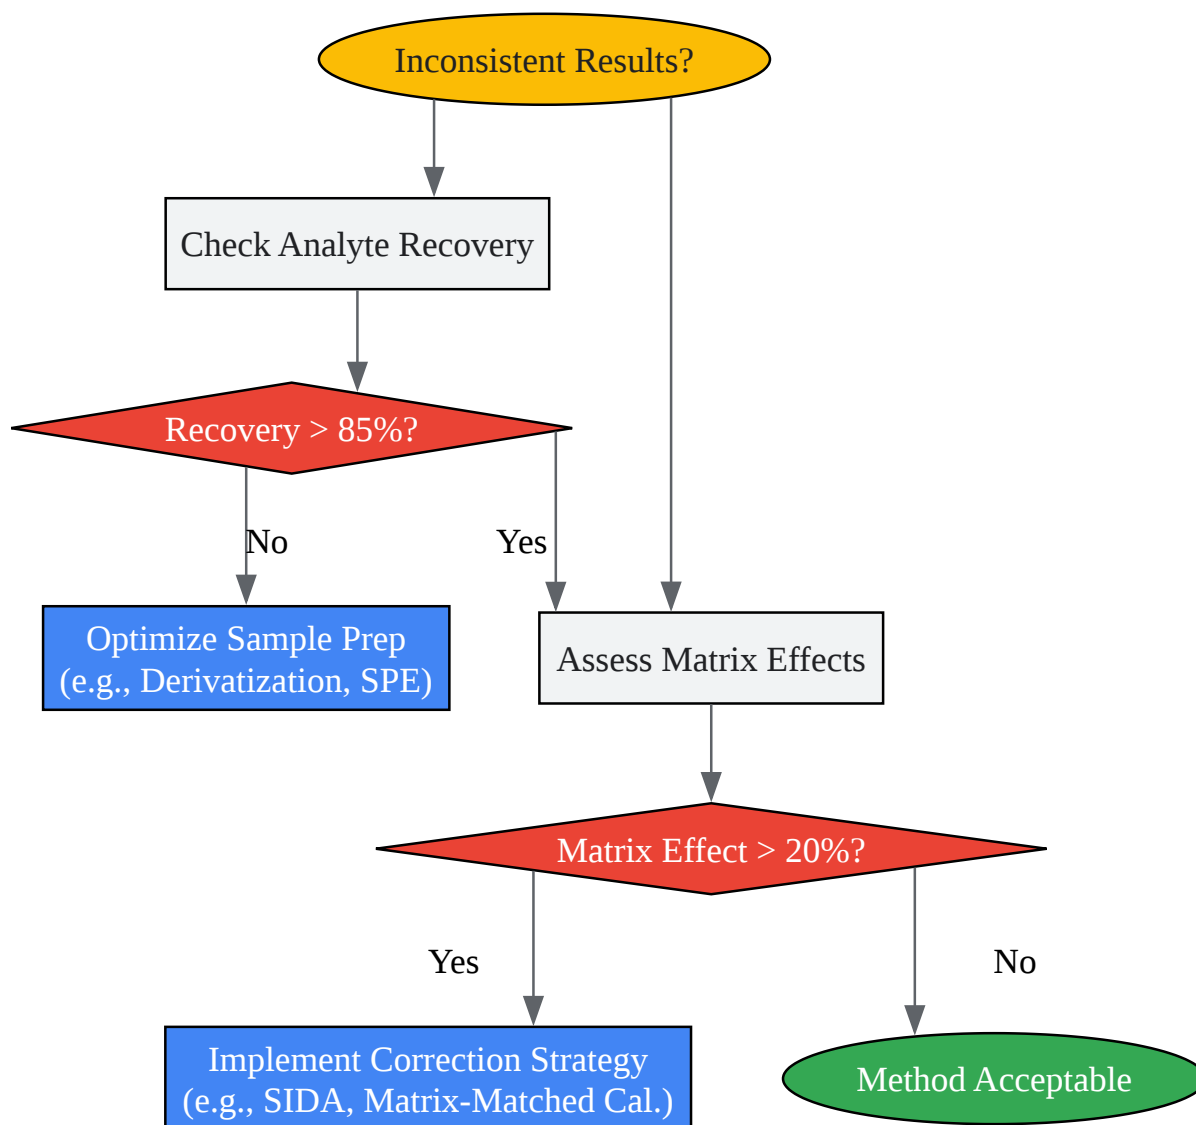 Inconsistent Results?
Check Analyte Recovery
Recovery > 85%?
No
Yes
Optimize Sample Prep
(e.g., Derivatization, SPE)
Assess Matrix Effects
Matrix Effect > 20%?
Yes
No
Implement Correction Strategy
(e.g., SIDA, Matrix-Matched Cal.)
Method Acceptable